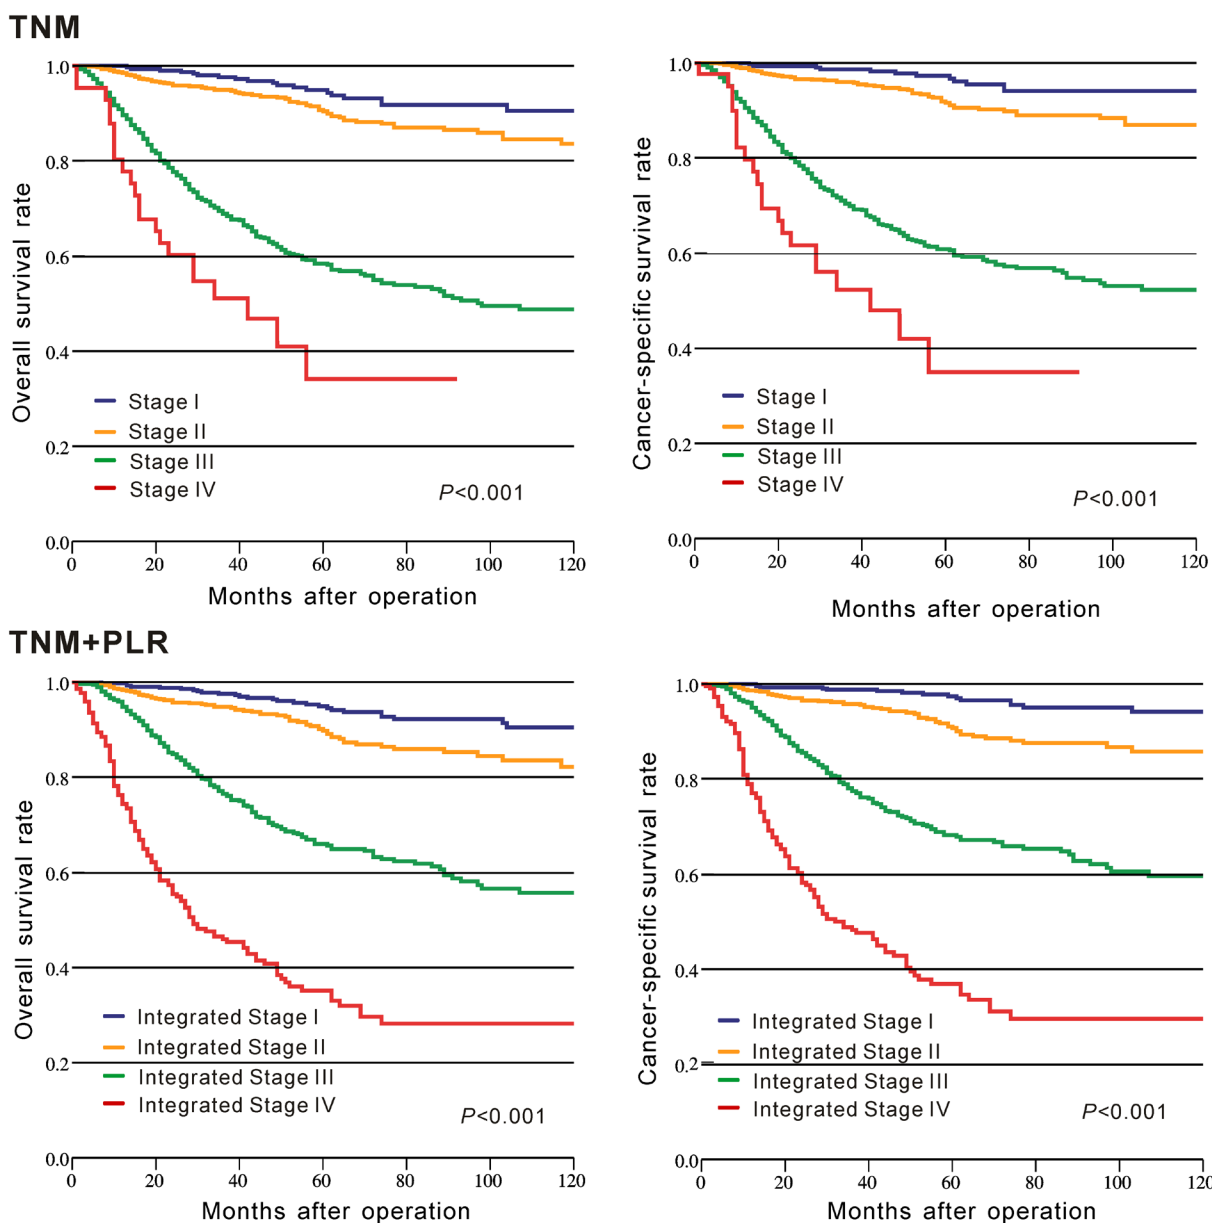 TNM
1.0
0.8
0.6
0.4
0.2
0.0
Overall survival rate
Stage I
Stage II
Stage III
Stage IV
P<0.001
0 20 40 60 80 100 120
Months after operation
1.0
0.8
0.6
0.4
0.2
0.0
Cancer-specific survival rate
Stage I
Stage II
Stage III
Stage IV
P<0.001
0 20 40 60 80 100 120
Months after operation
TNM+PLR
1.0
0.8
0.6
0.4
0.2
0.0
Overall survival rate
Integrated Stage I
Integrated Stage II
Integrated Stage III
Integrated Stage IV
P<0.001
0 20 40 60 80 100 120
Months after operation
1.0
0.8
0.6
0.4
0.2
0.0
Cancer-specific survival rate
Integrated Stage I
Integrated Stage II
Integrated Stage III
Integrated Stage IV
P<0.001
0 20 40 60 80 100 120
Months after operation